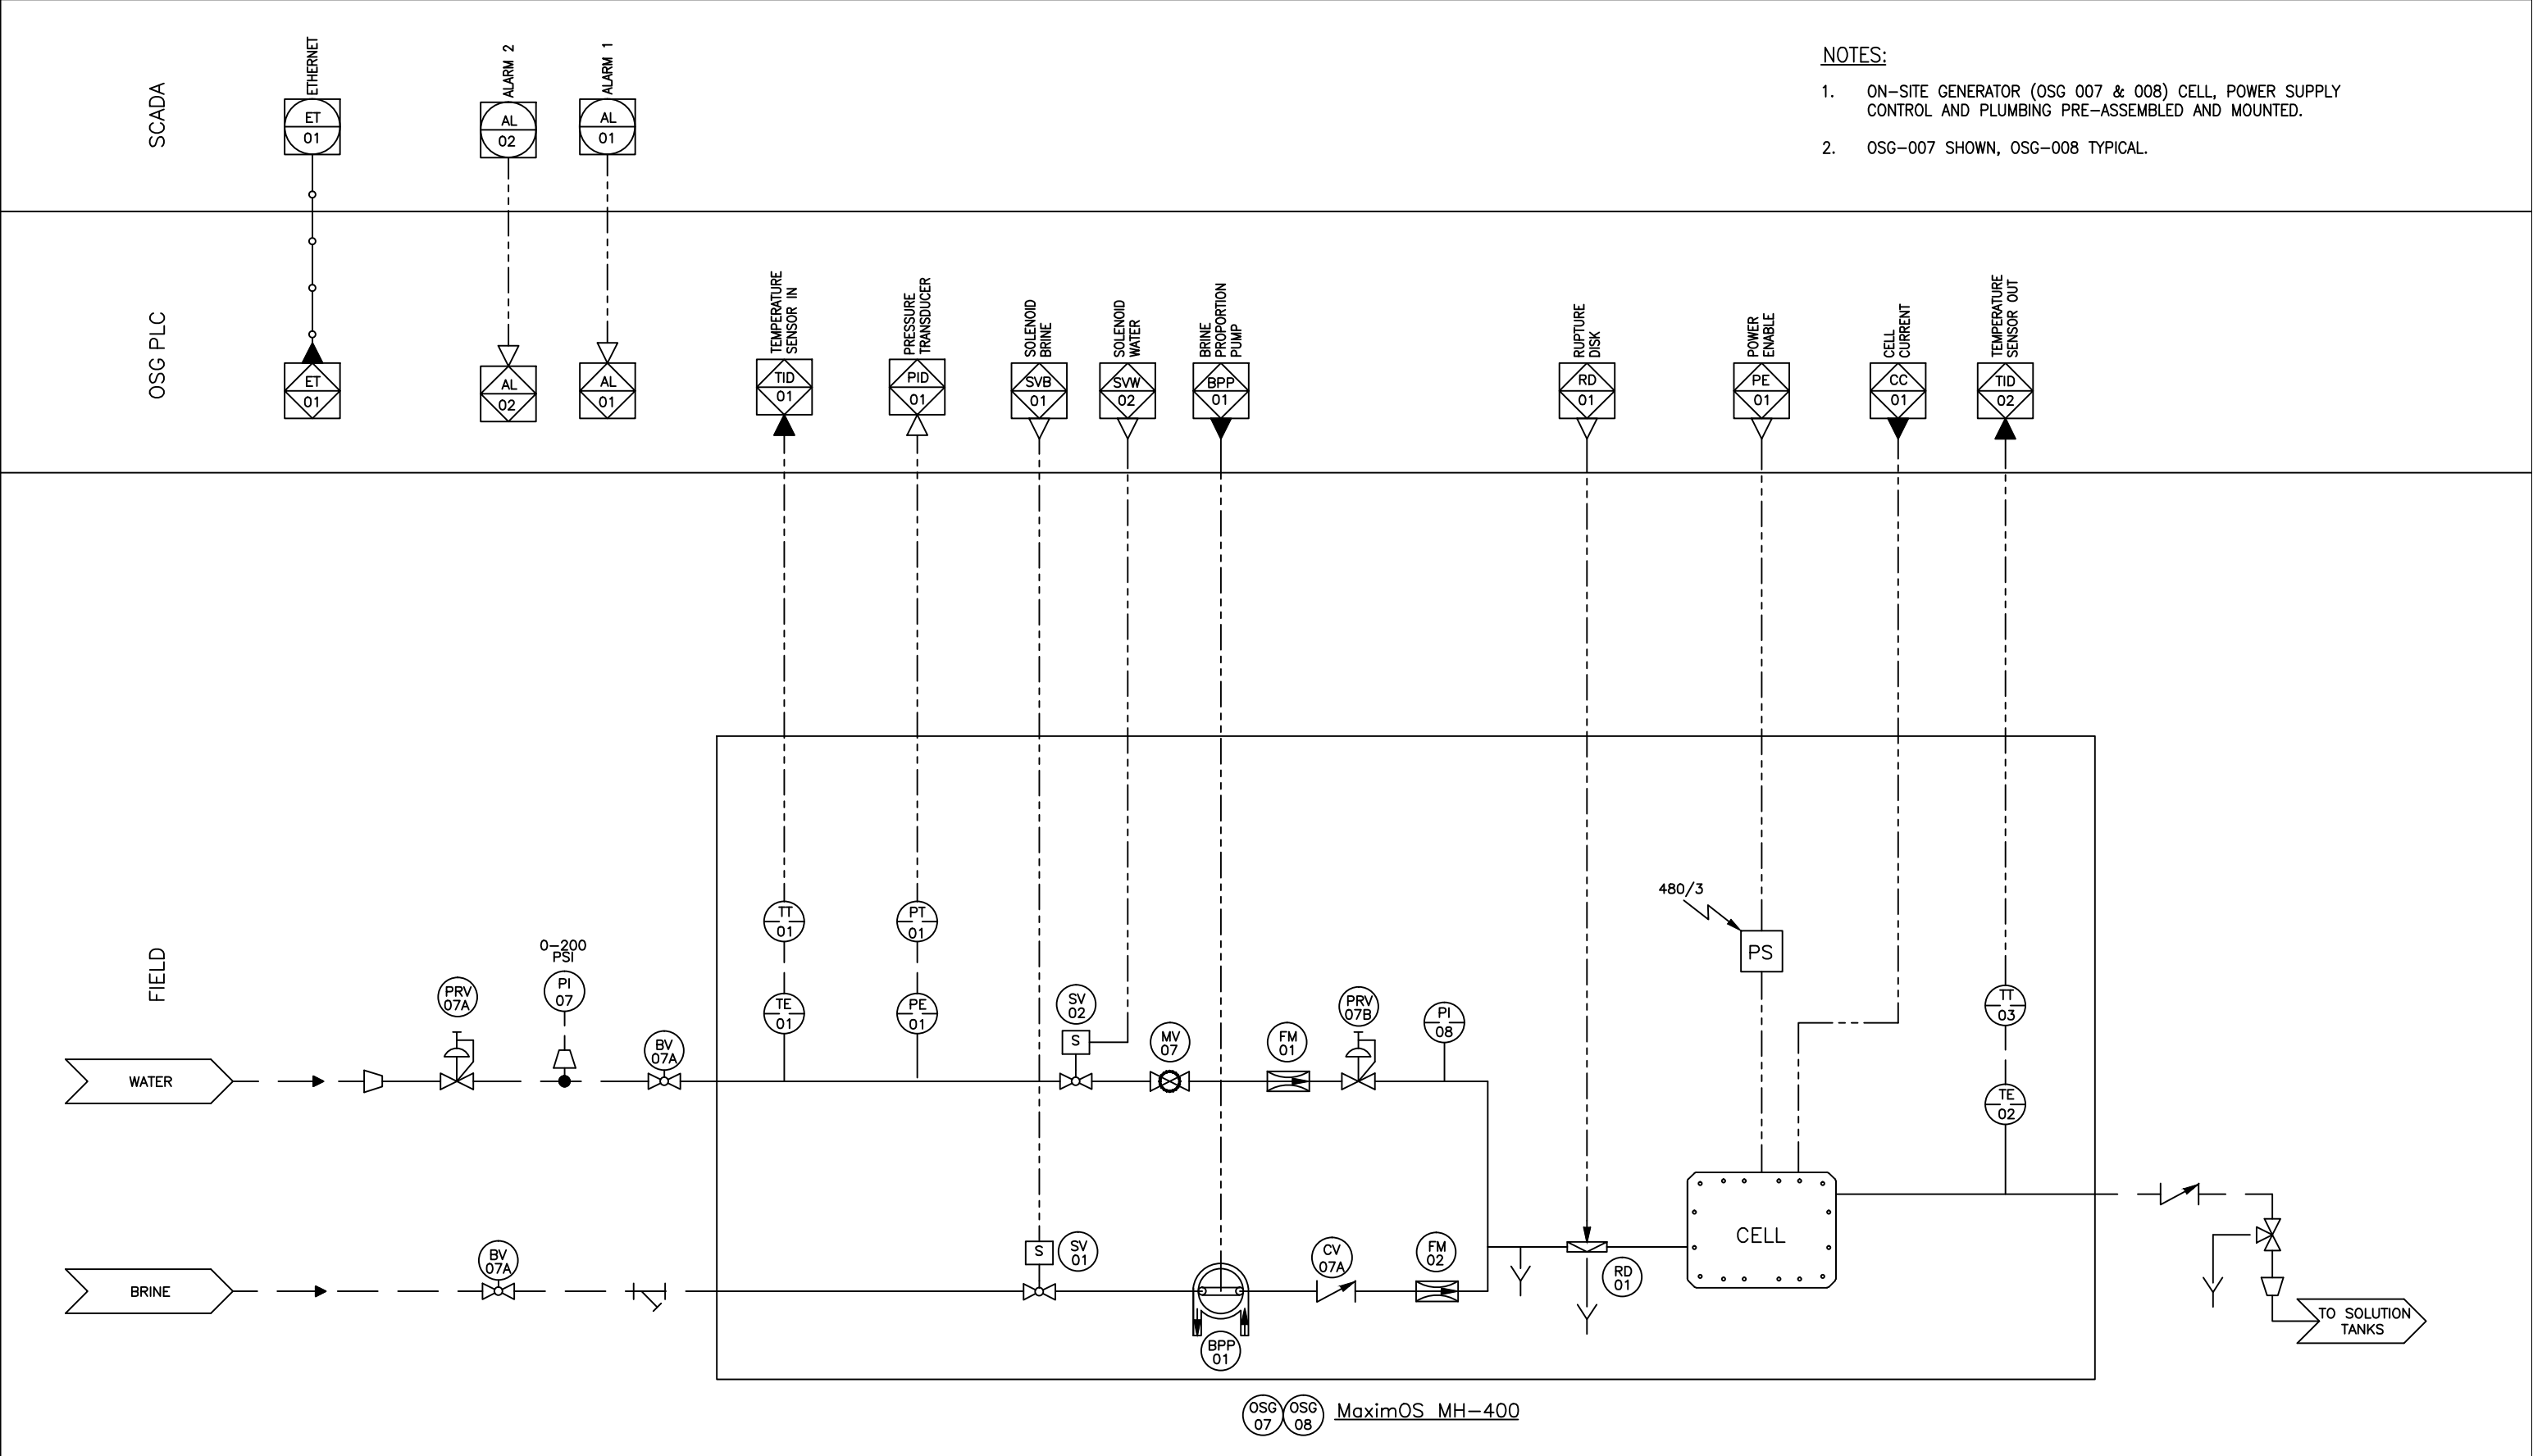 NOTES:
1. ON-SITE GENERATOR (OSG 007 & 008) CELL, POWER SUPPLY
CONTROL AND PLUMBING PRE-ASSEMBLED AND MOUNTED.
2. OSG-007 SHOWN, OSG-008 TYPICAL.
SCADA
ETHERNET
ALARM 2
ALARM 1
ET
01
AL
02
AL
01
OSG PLC
TEMPERATURE
SENSOR IN
PRESSURE
TRANSDUCER
SOLENOID
BRINE
SOLENOID
WATER
BRINE
PROPORTION
PUMP
RUPTURE
DISK
POWER
ENABLE
CELL
CURRENT
TEMPERATURE
SENSOR OUT
ET
01
AL
02
AL
01
TID
01
PID
01
SVB
01
SVW
02
BPP
01
RD
01
PE
01
CC
01
TID
02
FIELD
480/3
PS
TT
01
PT
01
0-200
PSI
PRV
07A
PI
07
BV
07A
TE
01
PE
01
SV
02
S
MV
07
FM
01
PRV
07B
PI
08
TT
03
TE
02
WATER
CELL
BV
07A
S
SV
01
CV
07A
FM
02
RD
01
BRINE
BPP
01
TO SOLUTION
TANKS
OSG
07
OSG
08
MaximOS MH-400